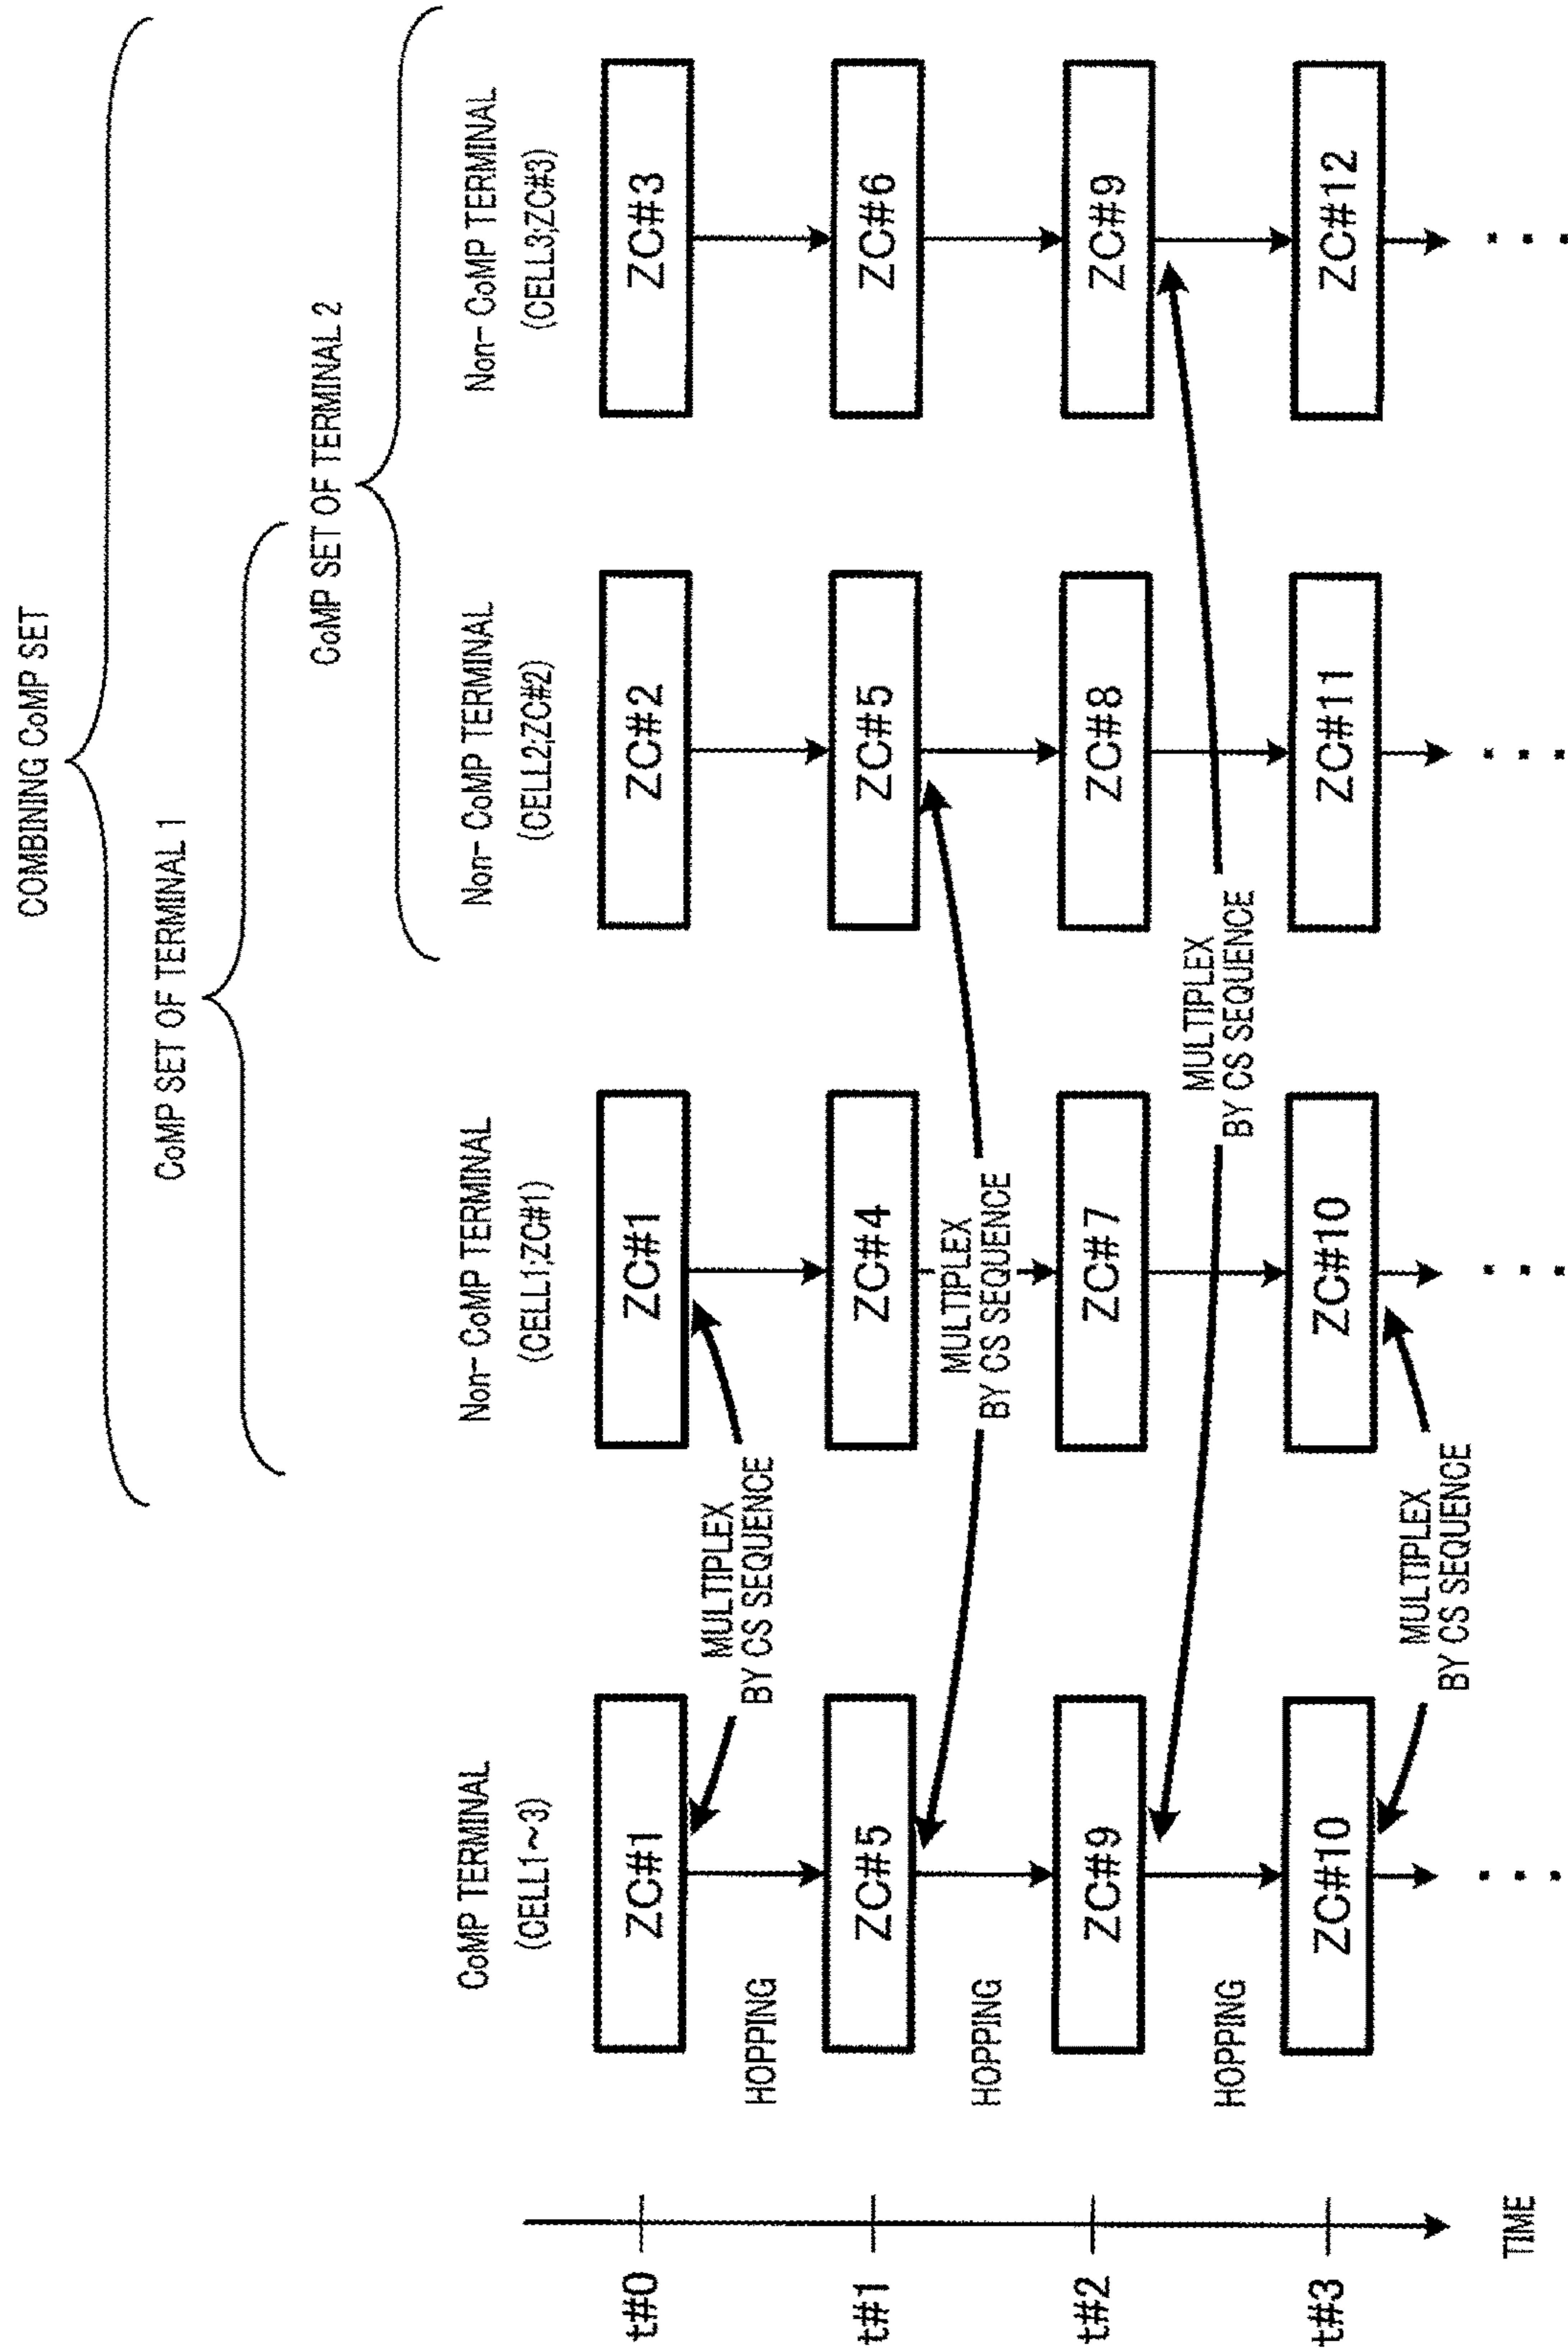 COMBINING CoMP SET
CoMP SET OF TERMINAL 1
CoMP SET OF TERMINAL 2
CoMP TERMINAL
(CELL1~3)
Non- CoMP TERMINAL
(CELL1;ZC#1)
Non- CoMP TERMINAL
(CELL2;ZC#2)
Non- CoMP TERMINAL
(CELL3;ZC#3)
t#0
ZC#1
ZC#1
ZC#2
ZC#3
HOPPING
MULTIPLEX
BY CS SEQUENCE
t#1
ZC#5
ZC#4
ZC#5
ZC#6
HOPPING
MULTIPLEX
BY CS SEQUENCE
t#2
ZC#9
ZC#7
ZC#8
ZC#9
HOPPING
MULTIPLEX
BY CS SEQUENCE
t#3
ZC#10
ZC#10
ZC#11
ZC#12
MULTIPLEX
BY CS SEQUENCE
TIME